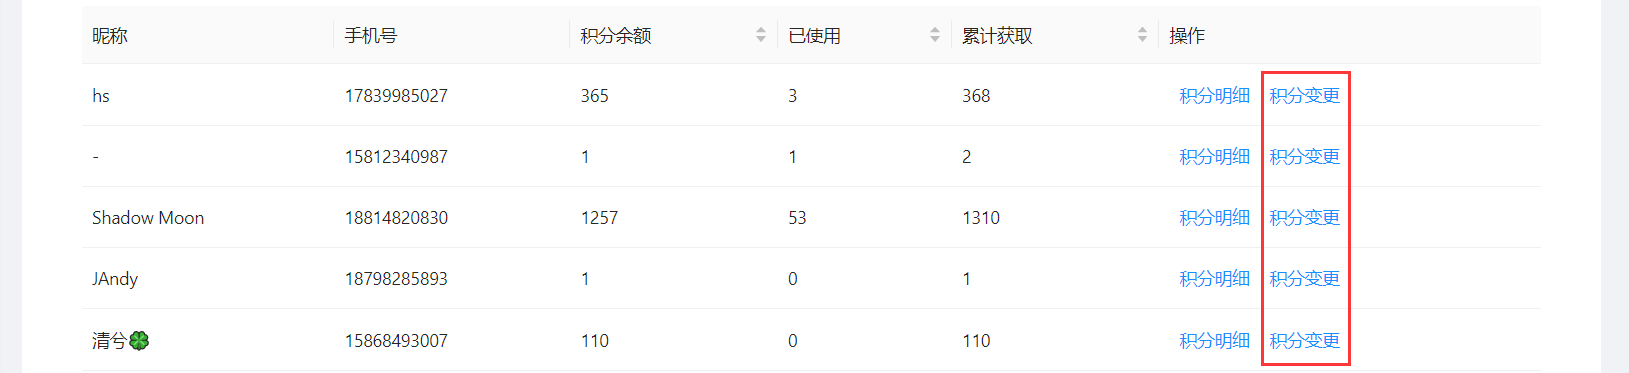 昵称 手机号 积分余额 已使用 累计获取 操作
hs 17839985027 365 3 368 积分明细 积分变更
- 15812340987 1 1 2 积分明细 积分变更
Shadow Moon 18814820830 1257 53 1310 积分明细 积分变更
JAndy 18798285893 1 0 1 积分明细 积分变更
清兮🍀 15868493007 110 0 110 积分明细 积分变更